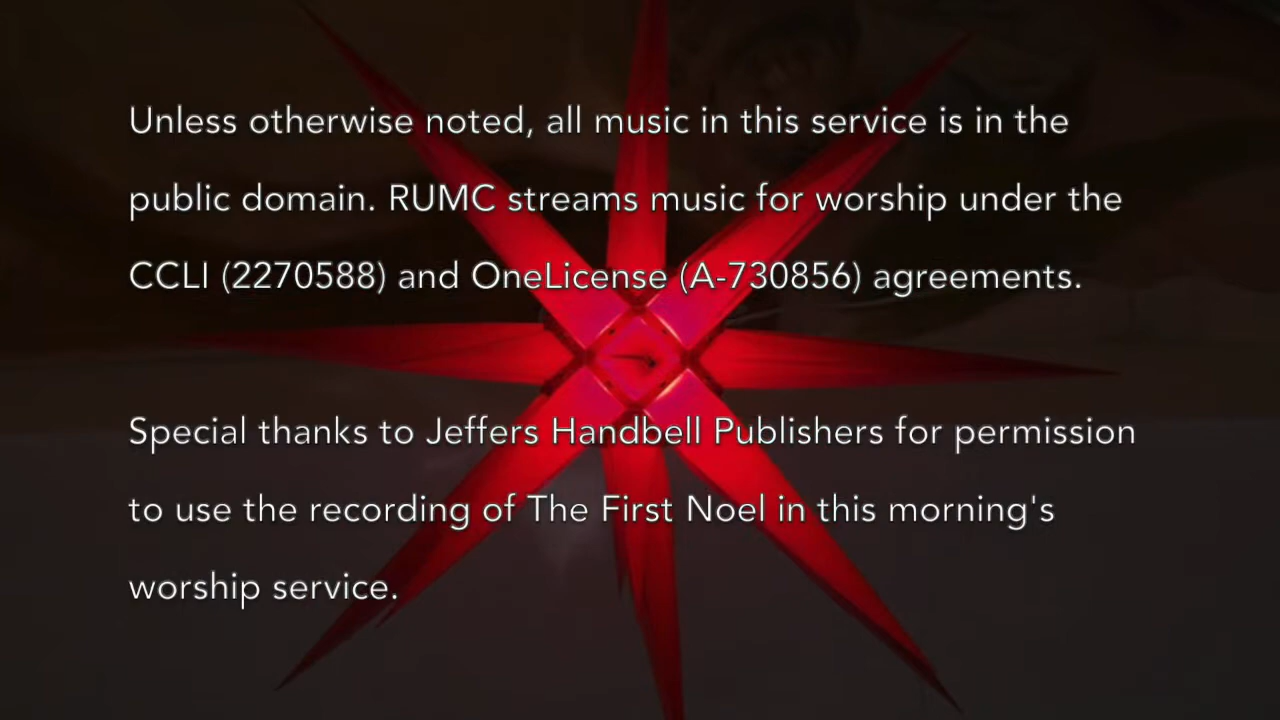 Unless otherwise noted, all music in this service is in the
public domain. RUMC streams music for worship under the
CCLI (2270588) and OneLicense (A-730856) agreements.
Special thanks to Jeffers Handbell Publishers for permission
to use the recording of The First Noel in this morning's
worship service.